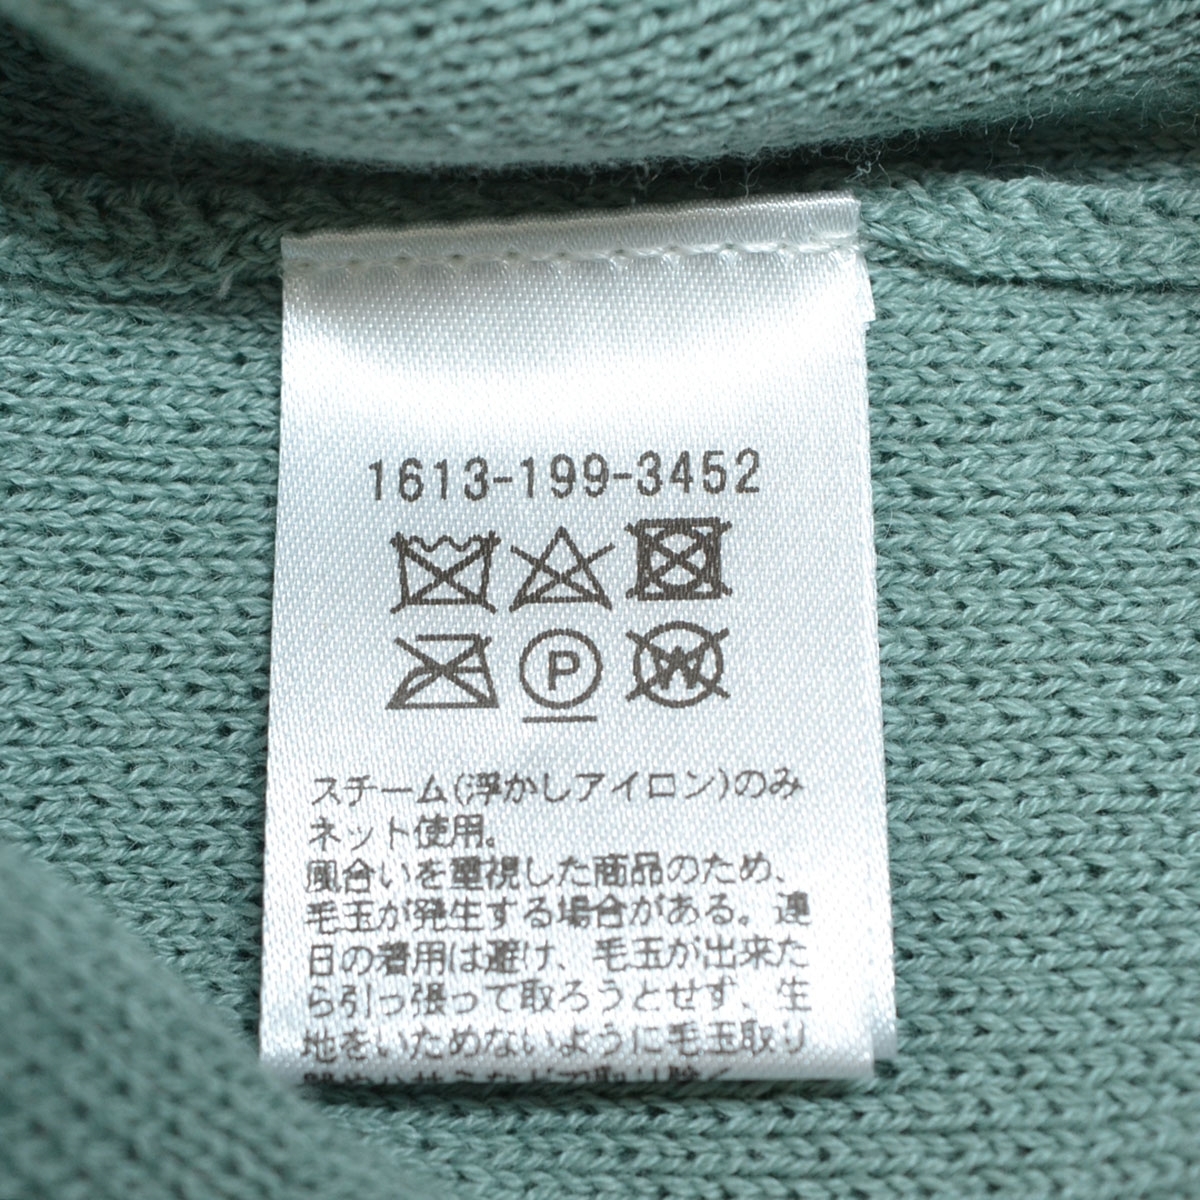 1613-199-3452
P
W
スチーム(浮かしアイロン)のみ
ネット使用。
風合いを重視した商品のため、
毛玉が発生する場合がある。連
日の着用は避け、毛玉が出来た
ら引っ張って取ろうとせず、生
地をいためないように毛玉取り